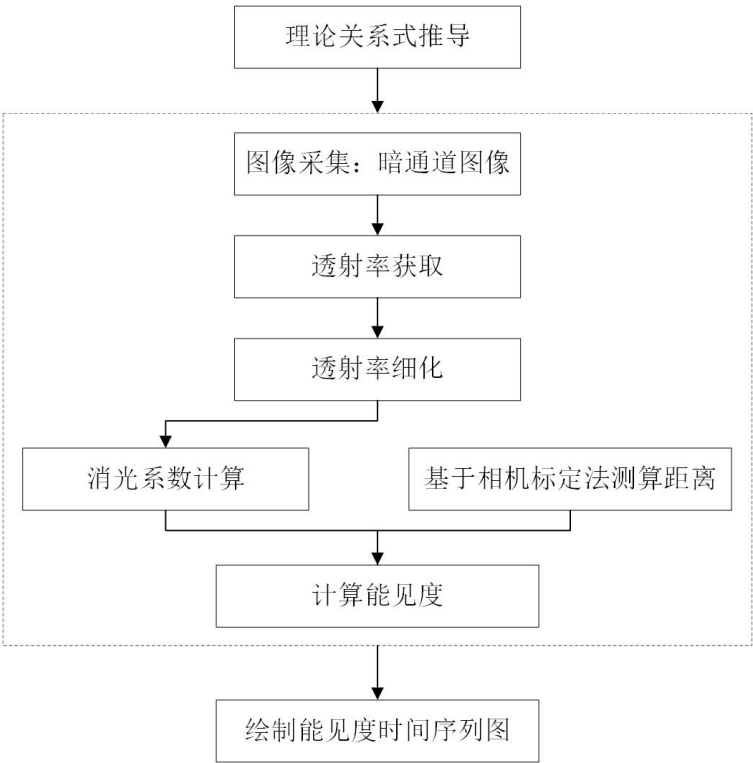 理论关系式推导
图像采集：暗通道图像
透射率获取
透射率细化
消光系数计算
基于相机标定法测算距离
计算能见度
绘制能见度时间序列图